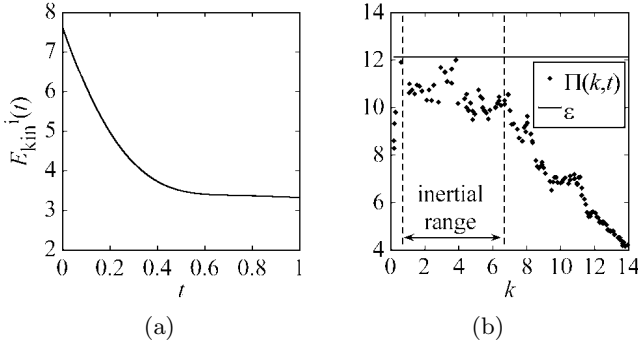 8
7
6
5
4
3
2
E_kin^i(t)
0 0.2 0.4 0.6 0.8 1
t
(a)
14
12
10
8
6
4
Π(k,t)
ε
inertial
range
0 2 4 6 8 10 12 14
k
(b)